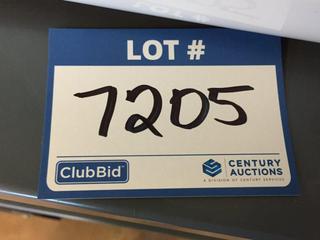 LOT #
7205
ClubBid
CENTURY
AUCTIONS
A DIVISION OF CENTURY SERVICES